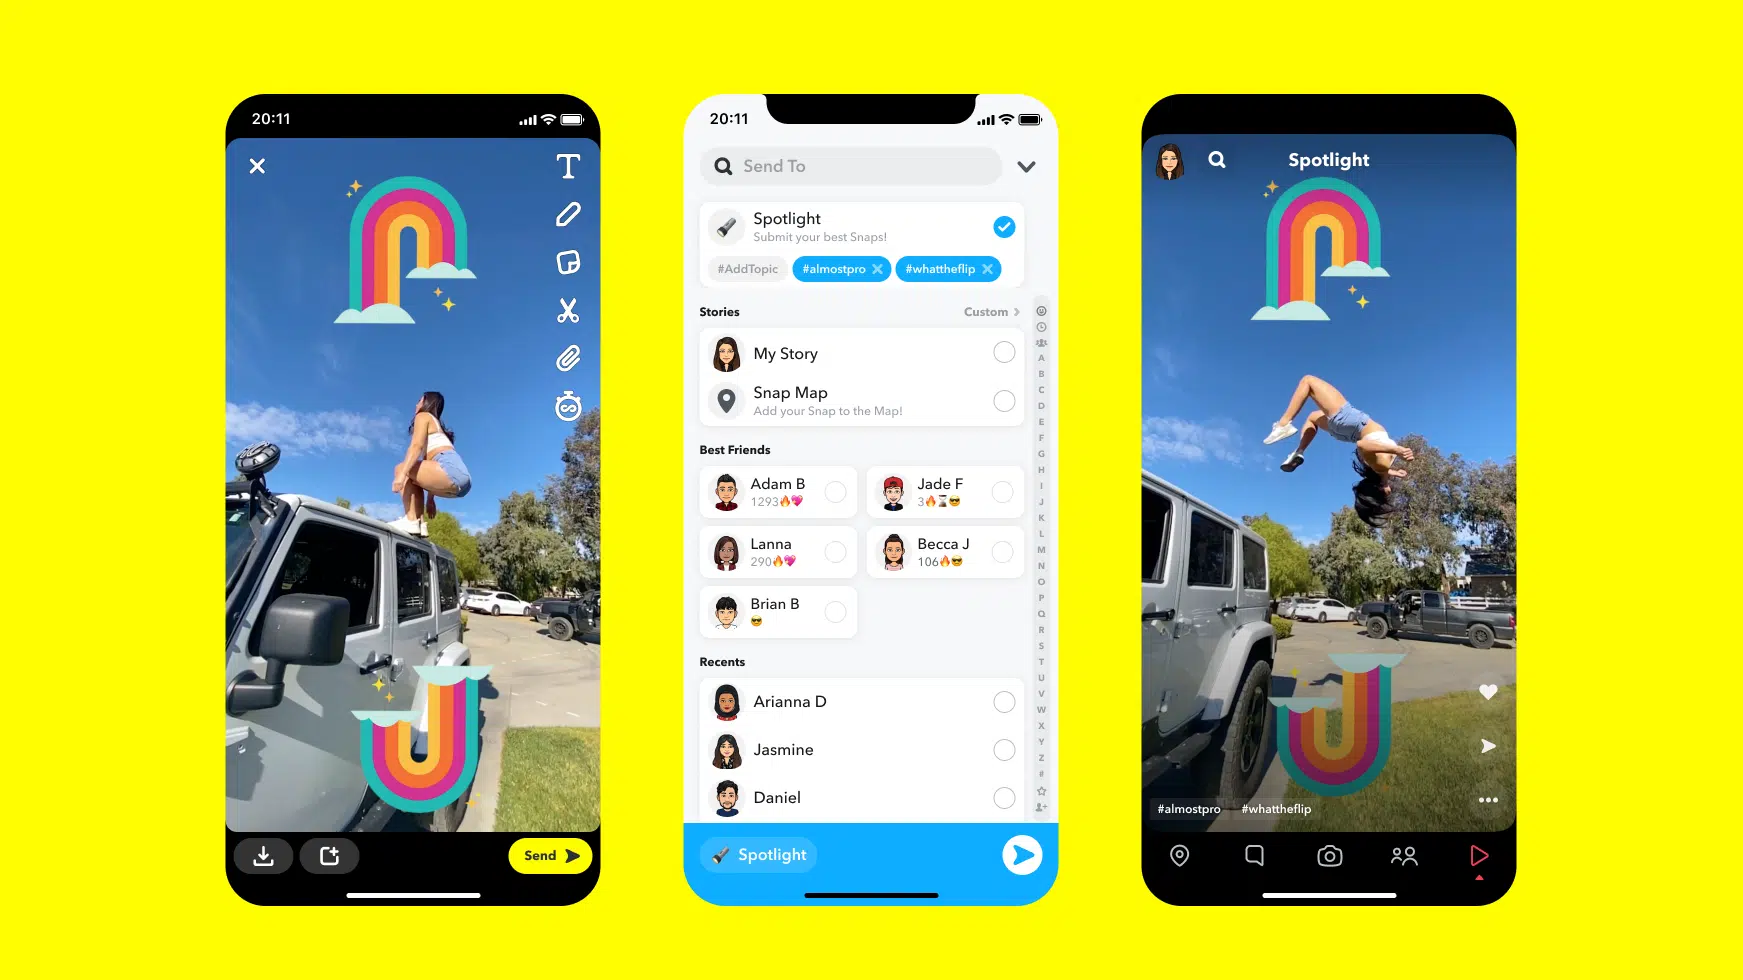 20:11
Send
20:11
Send To
Spotlight
Submit your best Snaps!
#AddTopic #almostpro #whattheflip
Stories Custom
My Story
Snap Map
Add your Snap to the Map!
Best Friends
Adam B Jade F
1293🔥💖 3🔥⌛😎
Lanna Becca J
290🔥💖 106🔥😎
Brian B
😎
Recents
Arianna D
Jasmine
Daniel
A
B
C
D
E
F
G
H
I
J
K
L
M
N
O
P
Q
R
S
T
U
V
W
X
Y
Z
#
Spotlight
Spotlight
#almostpro #whattheflip